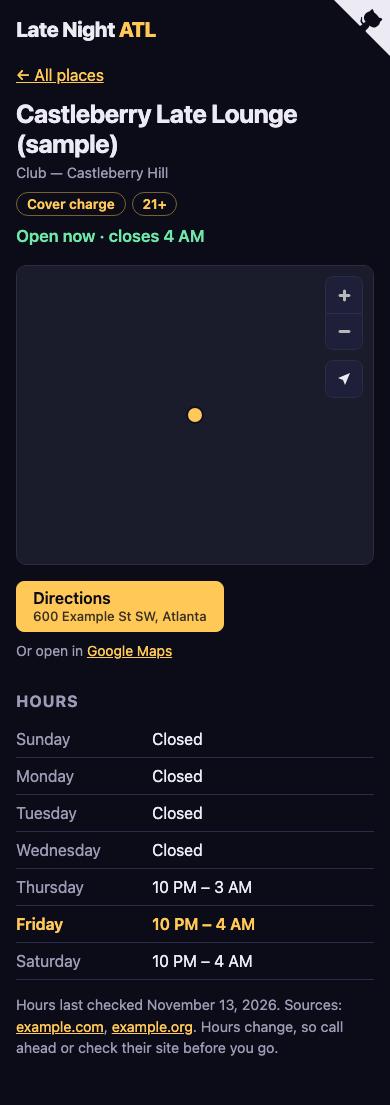 Late Night ATL
← All places
Castleberry Late Lounge
(sample)
Club — Castleberry Hill
Cover charge
21+
Open now · closes 4 AM
+
−
Directions
600 Example St SW, Atlanta
Or open in Google Maps
HOURS
Sunday Closed
Monday Closed
Tuesday Closed
Wednesday Closed
Thursday 10 PM – 3 AM
Friday 10 PM – 4 AM
Saturday 10 PM – 4 AM
Hours last checked November 13, 2026. Sources:
example.com, example.org. Hours change, so call
ahead or check their site before you go.